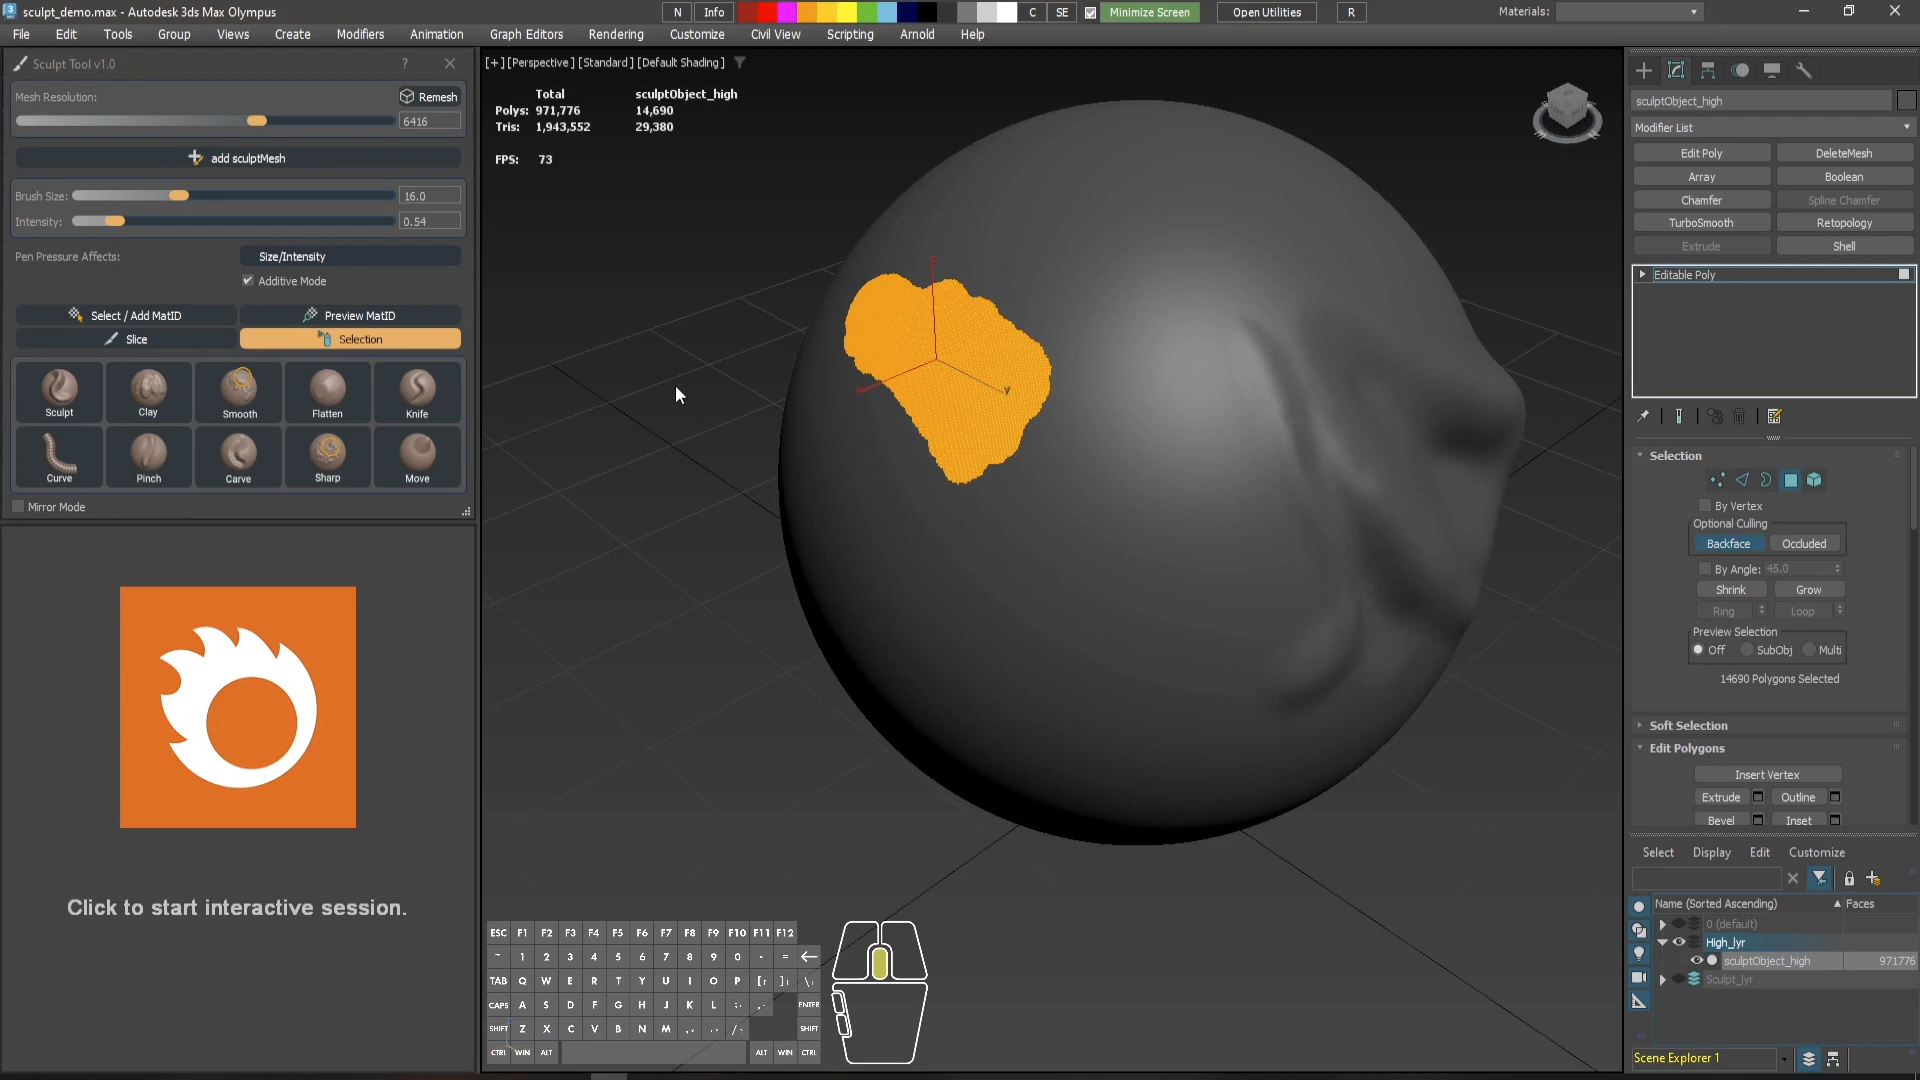 sculpt_demo.max - Autodesk 3ds Max Olympus
N Info C SE Minimize Screen Open Utilities R Materials:
File Edit Tools Group Views Create Modifiers Animation Graph Editors Rendering Customize Civil View Scripting Arnold Help
Sculpt Tool v1.0 ?
Mesh Resolution: Remesh
6416
add sculptMesh
Brush Size: 16.0
Intensity: 0.54
Pen Pressure Affects: Size/Intensity
Additive Mode
Select / Add MatID Preview MatID
Slice Selection
Sculpt Clay Smooth Flatten Knife
Curve Pinch Carve Sharp Move
Mirror Mode
Click to start interactive session.
[+] [Perspective] [Standard] [Default Shading]
Total sculptObject_high
Polys: 971,776 14,690
Tris: 1,943,552 29,380
FPS: 73
y
ESC F1 F2 F3 F4 F5 F6 F7 F8 F9 F10 F11 F12
1 2 3 4 5 6 7 8 9 0 - =
TAB Q W E R T Y U I O P [ ] \
CAPS A S D F G H J K L ENTER
SHIFT Z X C V B N M SHIFT
CTRL WIN ALT ALT WIN CTRL
sculptObject_high
Modifier List
Edit Poly DeleteMesh
Array Boolean
Chamfer Spline Chamfer
TurboSmooth Retopology
Extrude Shell
Editable Poly
Selection
By Vertex
Optional Culling
Backface Occluded
By Angle: 45.0
Shrink Grow
Ring Loop
Preview Selection
Off SubObj Multi
14690 Polygons Selected
Soft Selection
Edit Polygons
Insert Vertex
Extrude Outline
Bevel Inset
Select Display Edit Customize
Name (Sorted Ascending) Faces
0 (default)
High_lyr
sculptObject_high 971776
Sculpt_lyr
Scene Explorer 1